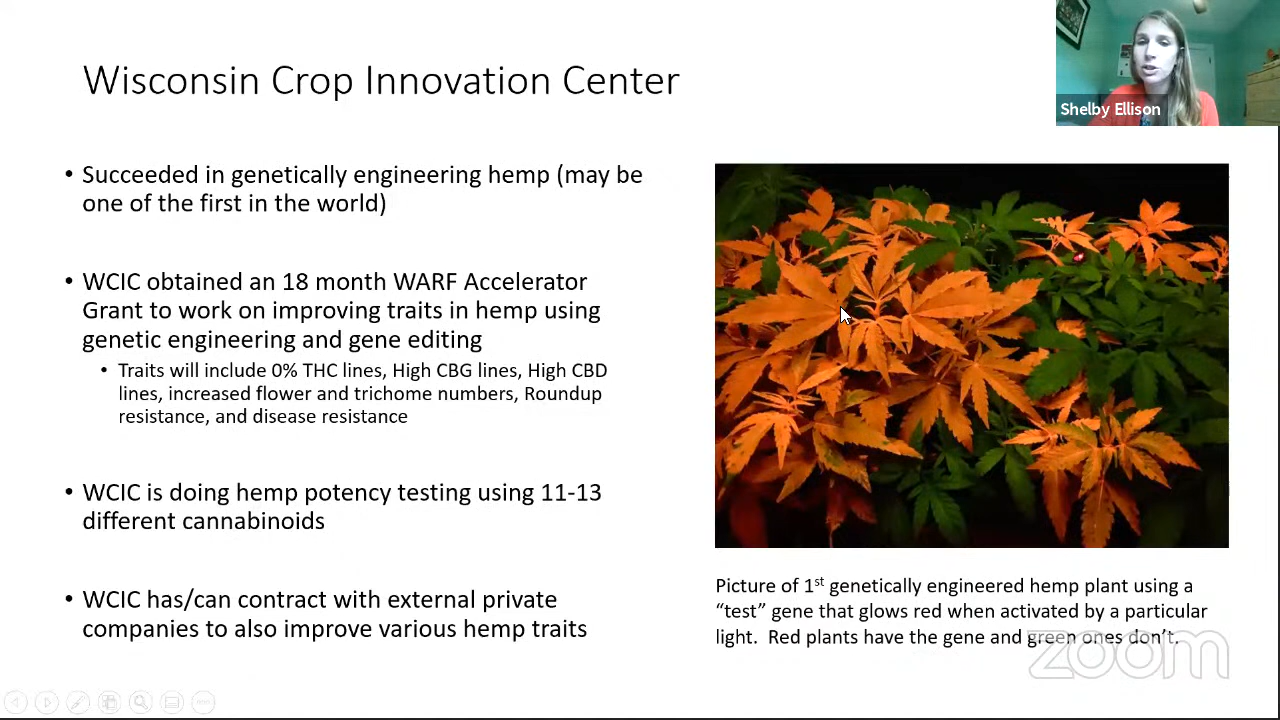 Wisconsin Crop Innovation Center
Shelby Ellison
• Succeeded in genetically engineering hemp (may be
one of the first in the world)
• WCIC obtained an 18 month WARF Accelerator
Grant to work on improving traits in hemp using
genetic engineering and gene editing
• Traits will include 0% THC lines, High CBG lines, High CBD
lines, increased flower and trichome numbers, Roundup
resistance, and disease resistance
• WCIC is doing hemp potency testing using 11-13
different cannabinoids
• WCIC has/can contract with external private
companies to also improve various hemp traits
Picture of 1st genetically engineered hemp plant using a
“test” gene that glows red when activated by a particular
light.  Red plants have the gene and green ones don’t.
zoom